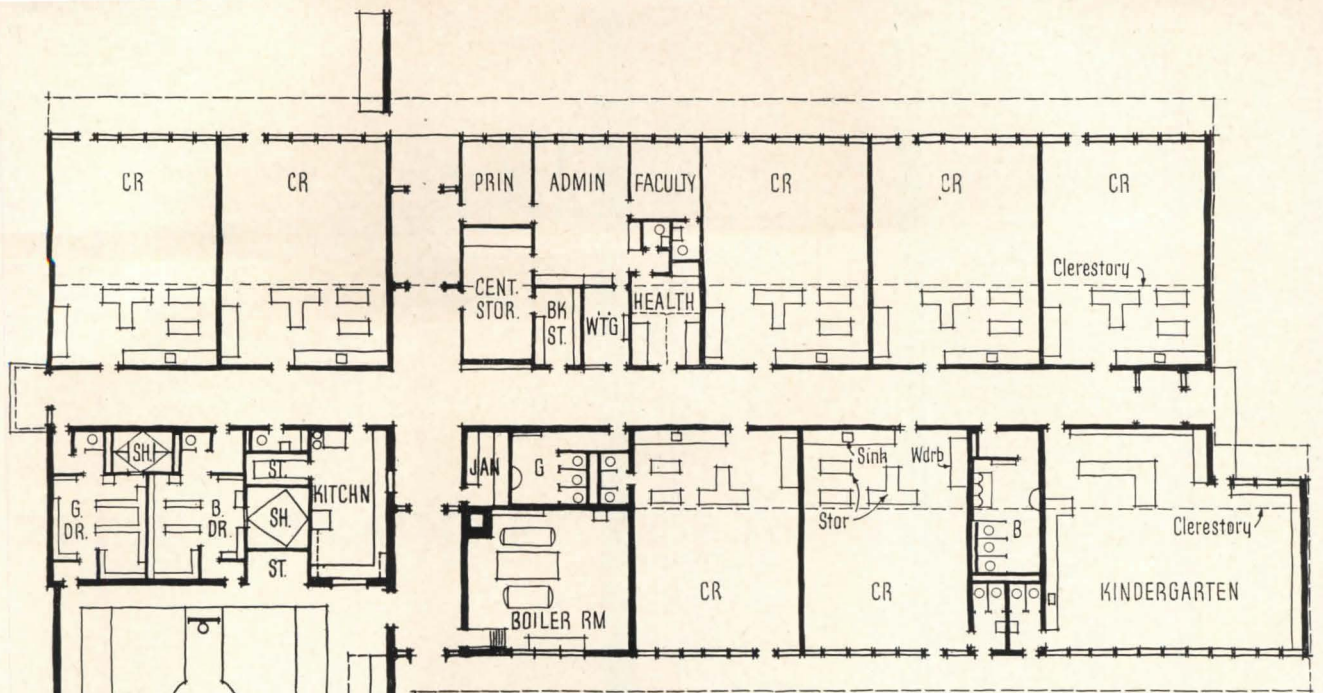 CR
CR
PRIN
ADMIN
FACULTY
CR
CR
CR
Clerestory
CENT.
STOR.
BK
ST.
WT'G
HEALTH
SH.
ST.
KITCHN
G.
DR.
B.
DR.
SH.
ST.
JAN
G
Sink
Wdrb
Stor
B
Clerestory
BOILER RM
CR
CR
KINDERGARTEN